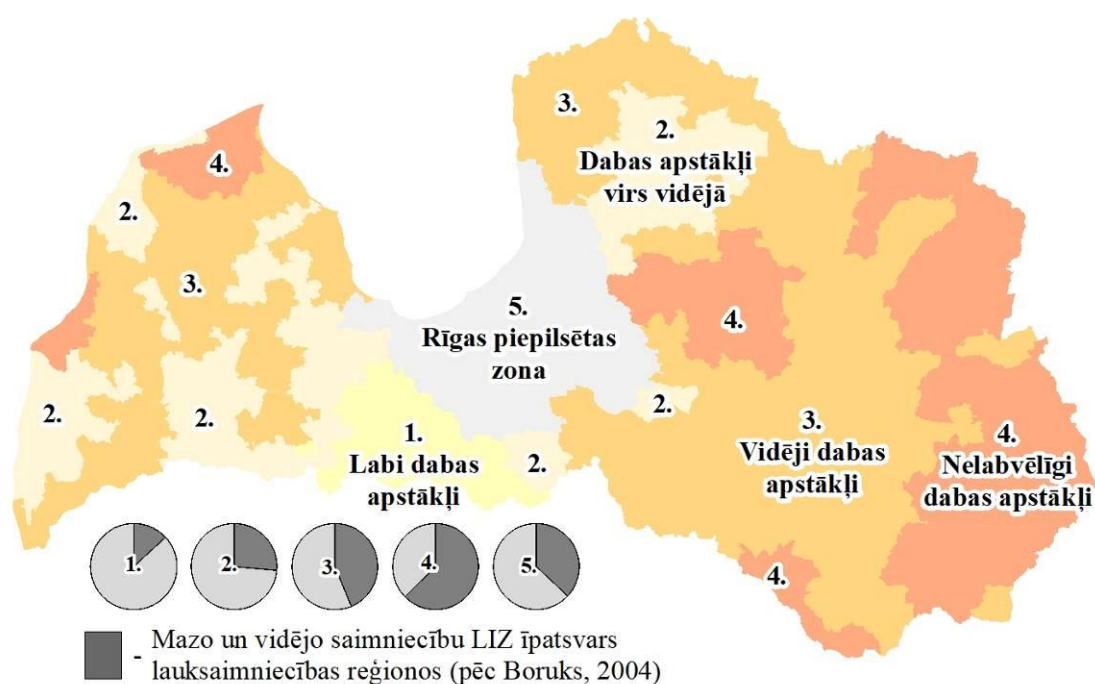 3.
2.
Dabas apstākļi
virs vidējā
4.
2.
3.
5.
Rīgas piepilsētas
zona
4.
2.
2.
2.
1.
Labi dabas
apstākļi
2.
3.
Vidēji dabas
apstākļi
4.
Nelabvēlīgi
dabas apstākļi
4.
1.
2.
3.
4.
5.
- Mazo un vidējo saimniecību LIZ īpatsvars
lauksaimniecības reģionos (pēc Boruks, 2004)